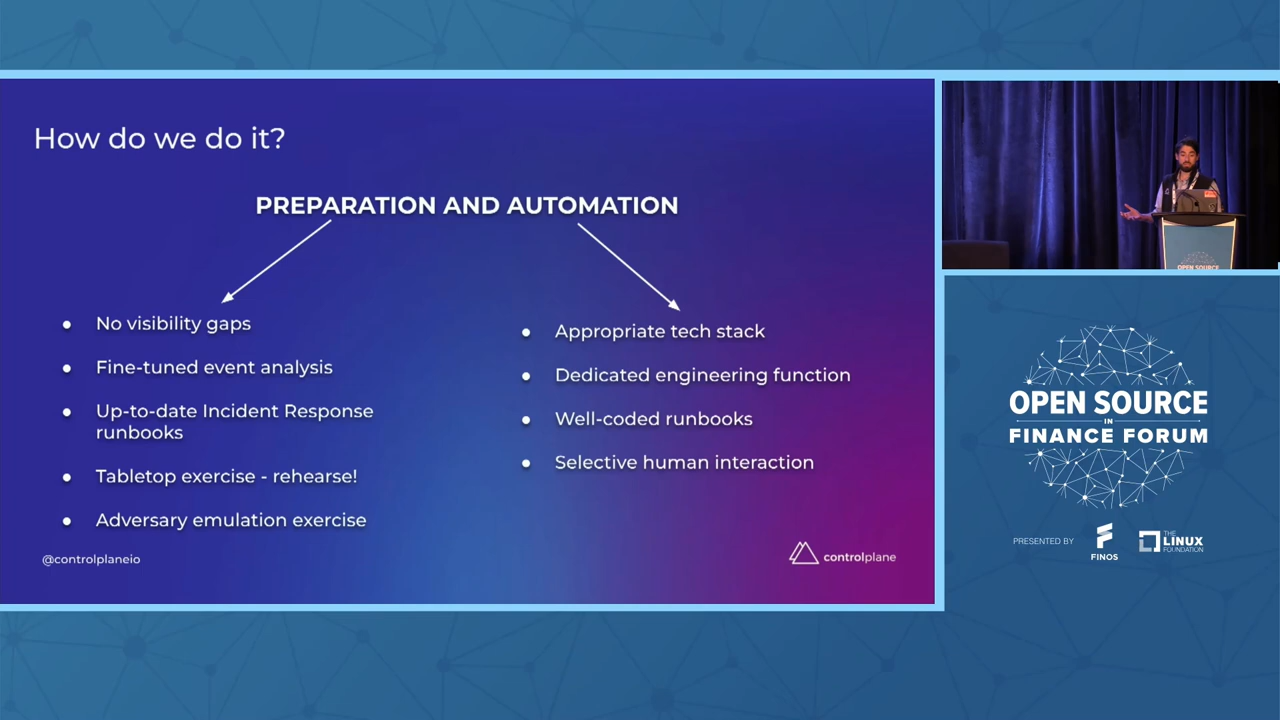 How do we do it?
PREPARATION AND AUTOMATION
● No visibility gaps
● Fine-tuned event analysis
● Up-to-date Incident Response
runbooks
● Tabletop exercise - rehearse!
● Adversary emulation exercise
● Appropriate tech stack
● Dedicated engineering function
● Well-coded runbooks
● Selective human interaction
@controlplaneio
controlplane
OPEN SOURCE
OPEN SOURCE
IN
FINANCE FORUM
PRESENTED BY
FINOS
THE
LINUX
FOUNDATION